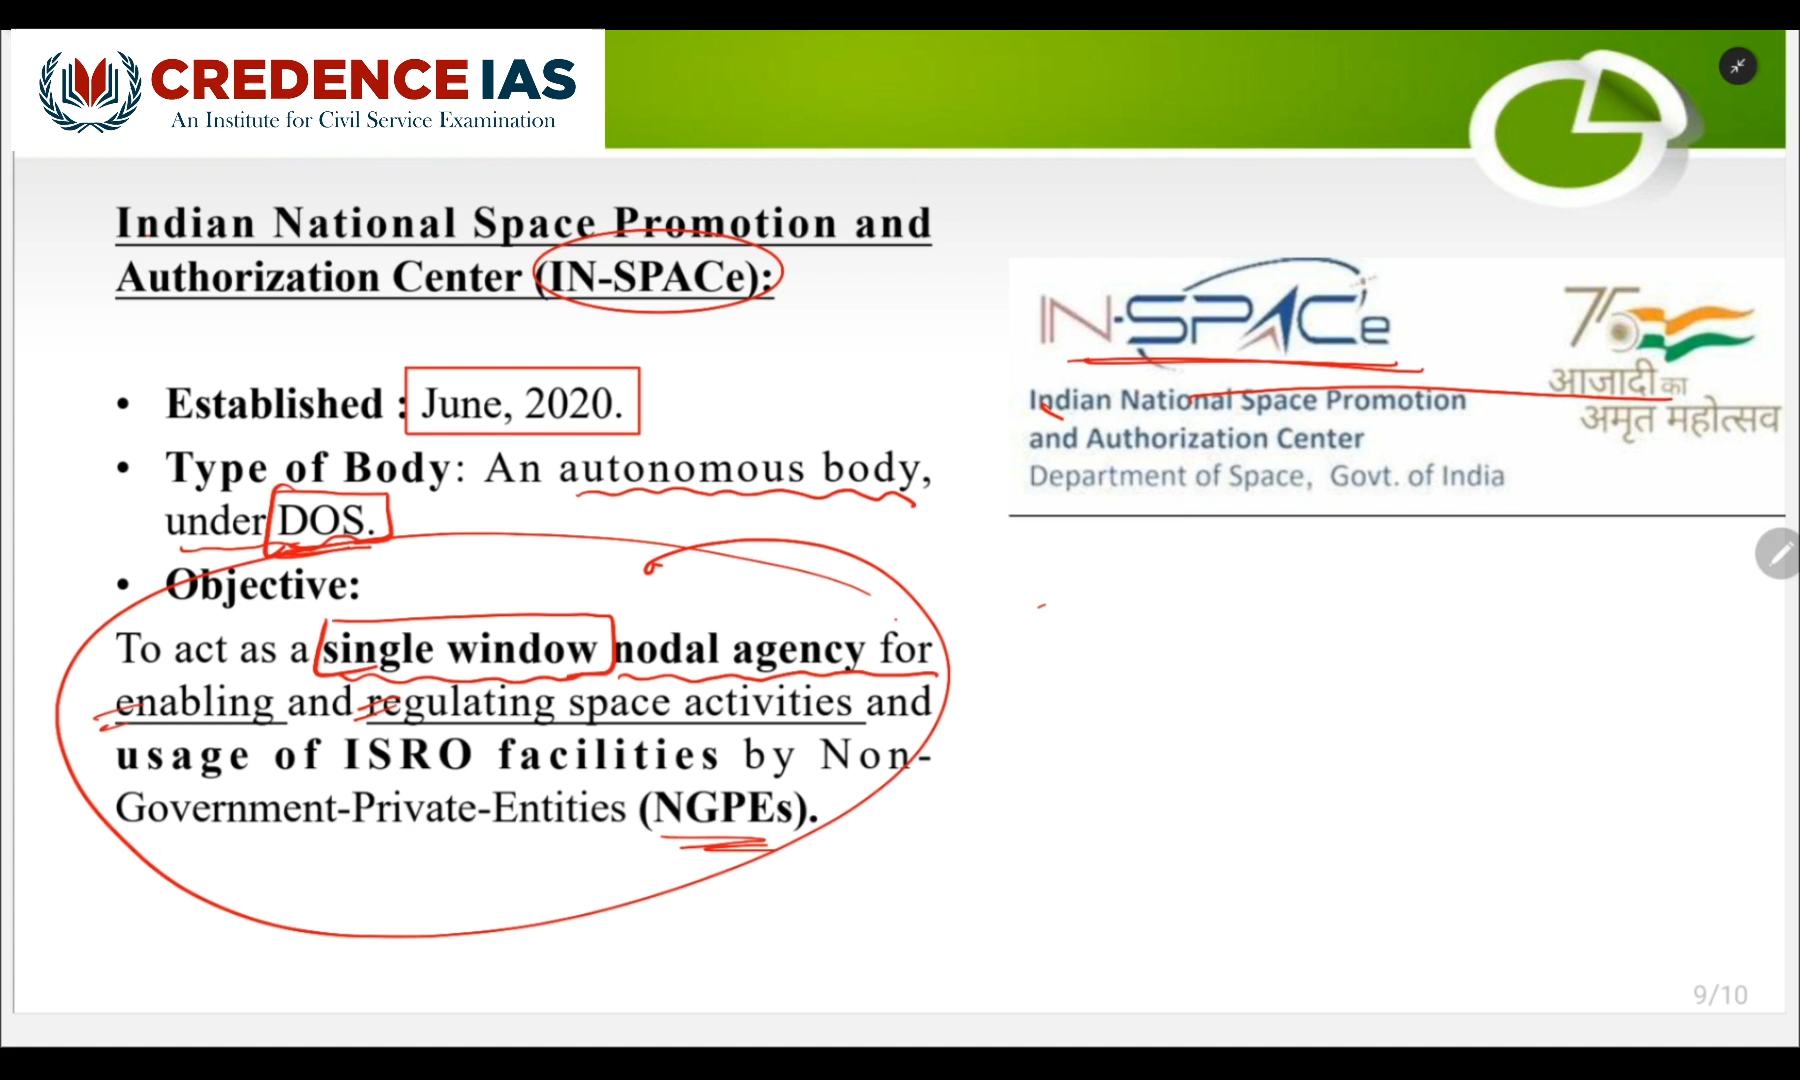 CREDENCE IAS
An Institute for Civil Service Examination
Indian National Space Promotion and
Authorization Center (IN-SPACe):
• Established : June, 2020.
• Type of Body: An autonomous body,
under DOS.
• Objective:
To act as a single window nodal agency for
enabling and regulating space activities and
usage of ISRO facilities by Non-
Government-Private-Entities (NGPEs).
IN-SPACe
Indian National Space Promotion
and Authorization Center
Department of Space, Govt. of India
75
आज़ादी का
अमृत महोत्सव
9/10